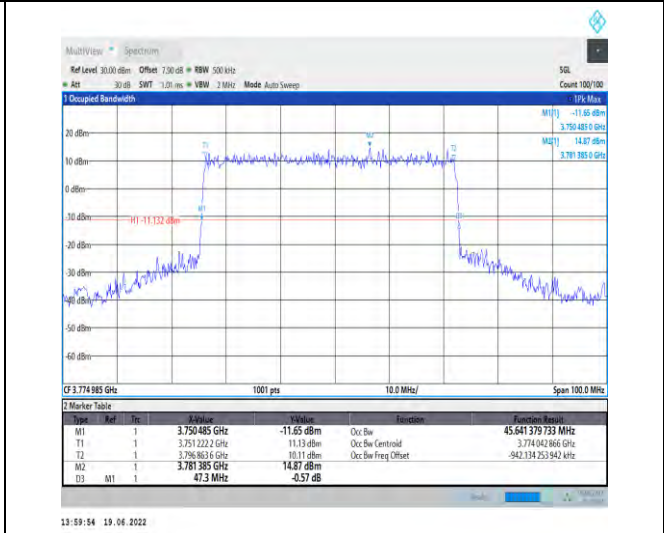 MultiView Spectrum
Ref Level 30.00 dBm Offset 7.50 dB RBW 500 kHz SGL
Att 30 dB SWT 1.01 ms VBW 2 MHz Mode Auto Sweep Count 100/100
1 Occupied Bandwidth 1Pk Max
M1[1] -11.65 dBm
3.750 485 0 GHz
M2[1] 14.87 dBm
3.781 385 0 GHz
20 dBm
M2
T1
T2
10 dBm
0 dBm
M1
-10 dBm
H1 -11.132 dBm
D3
-20 dBm
-30 dBm
-40 dBm
-50 dBm
-60 dBm
CF 3.774 985 GHz 1001 pts 10.0 MHz/ Span 100.0 MHz
2 Marker Table
Type Ref Trc X-Value Y-Value Function Function Result
M1 1 3.750 485 GHz -11.65 dBm Occ Bw 45.641 379 733 MHz
T1 1 3.751 222 2 GHz 11.13 dBm Occ Bw Centroid 3.774 042 866 GHz
T2 1 3.796 863 6 GHz 10.11 dBm Occ Bw Freq Offset -942.134 253 942 kHz
M2 1 3.781 385 GHz 14.87 dBm
D3 M1 1 47.3 MHz -0.57 dB
13:59:54 19.06.2022